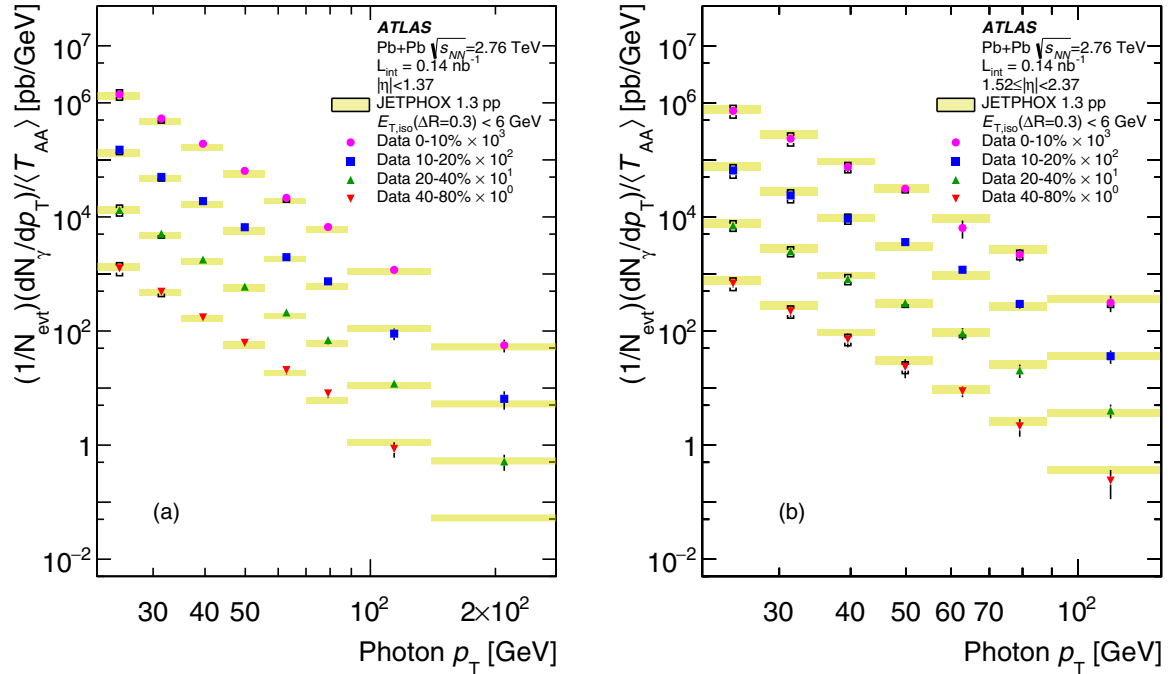 (1/N_evt)(dN_γ/dp_T)/⟨T_AA⟩ [pb/GeV]
10⁷
10⁶
10⁴
10²
1
10⁻²
ATLAS
Pb+Pb √s_NN=2.76 TeV
L_int = 0.14 nb⁻¹
|η|<1.37
JETPHOX 1.3 pp
E_T,iso(ΔR=0.3) < 6 GeV
Data 0-10% × 10³
Data 10-20% × 10²
Data 20-40% × 10¹
Data 40-80% × 10⁰
(a)
30 40 50 10² 2×10²
Photon p_T [GeV]
(1/N_evt)(dN_γ/dp_T)/⟨T_AA⟩ [pb/GeV]
10⁷
10⁶
10⁴
10²
1
10⁻²
ATLAS
Pb+Pb √s_NN=2.76 TeV
L_int = 0.14 nb⁻¹
1.52≤|η|<2.37
JETPHOX 1.3 pp
E_T,iso(ΔR=0.3) < 6 GeV
Data 0-10% × 10³
Data 10-20% × 10²
Data 20-40% × 10¹
Data 40-80% × 10⁰
(b)
30 40 50 60 70 10²
Photon p_T [GeV]